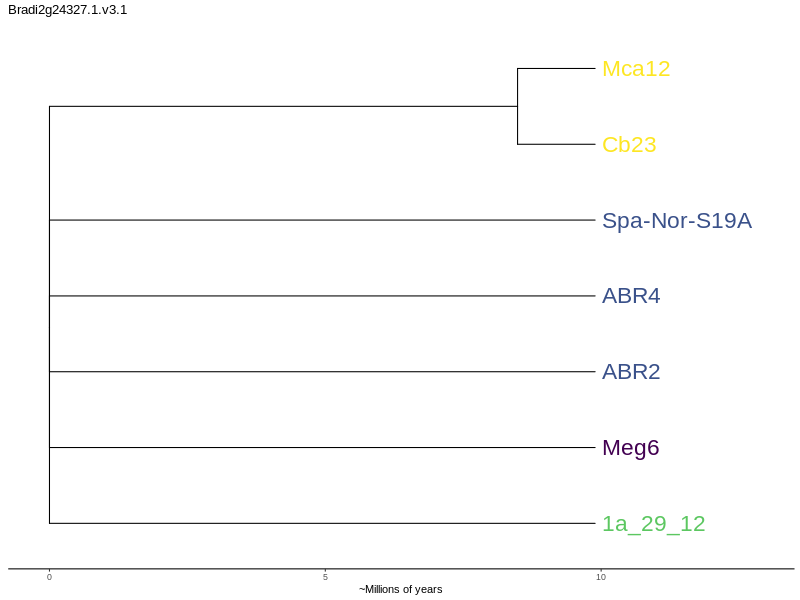 Bradi2g24327.1.v3.1
Mca12
Cb23
Spa-Nor-S19A
ABR4
ABR2
Meg6
1a_29_12
0 5 10
~Millions of years